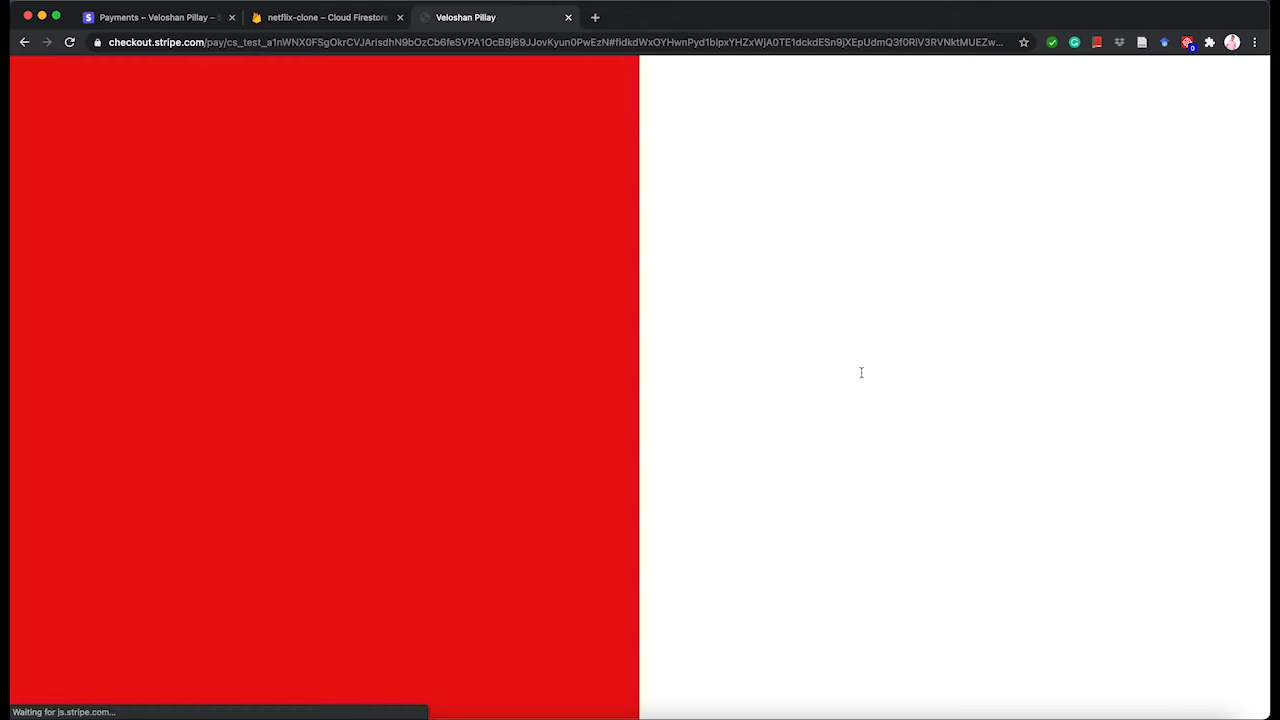 Payments – Veloshan Pillay – S
netflix-clone – Cloud Firestore
Veloshan Pillay
checkout.stripe.com/pay/cs_test_a1nWNX0FSgOkrCVJArisdhN9bOzCb6feSVPA1OcB8j69JJovKyun0PwEzN#fidkdWxOYHwnPyd1blpxYHZxWjA0TE1dckdESn9jXEpUdmQ3f0RiV3RVNktMUEZw...
0
Waiting for js.stripe.com...